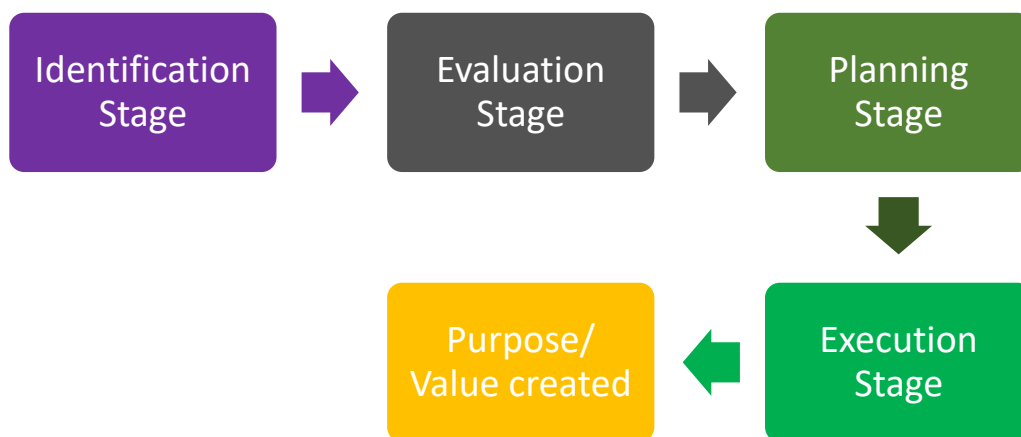 Identification
Stage
Evaluation
Stage
Planning
Stage
Execution
Stage
Purpose/
Value created